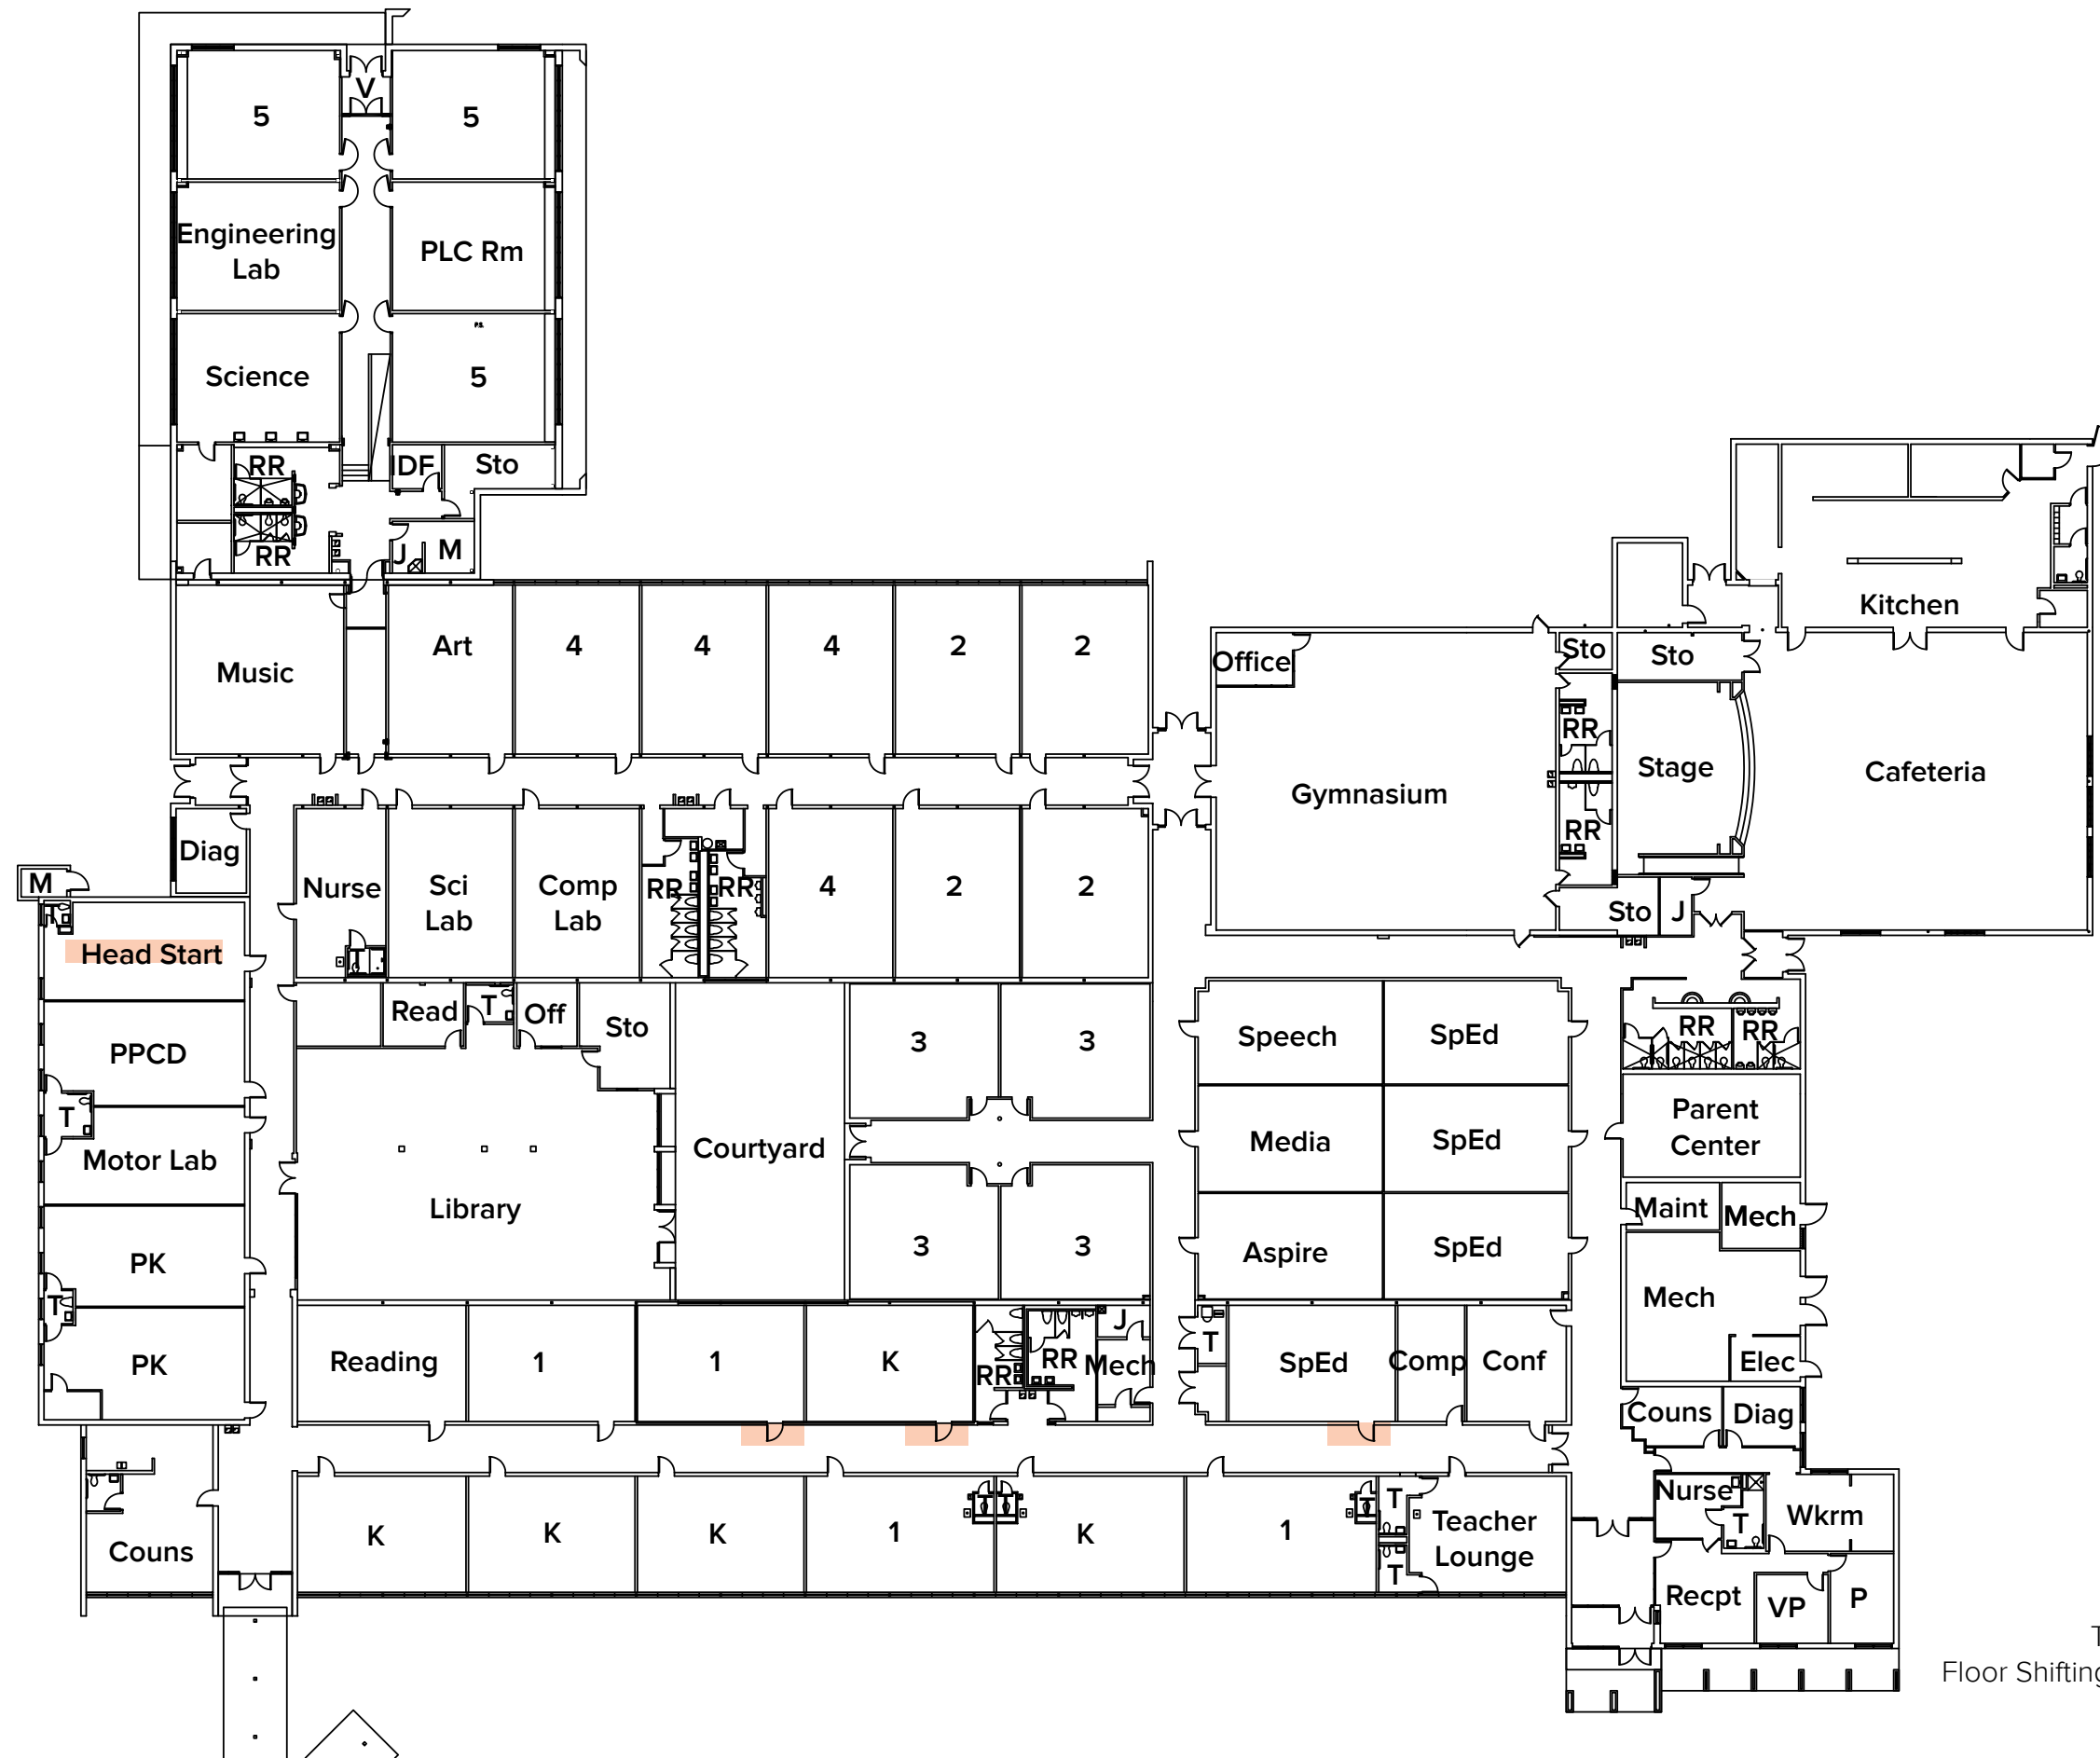 V
5
5
Engineering
Lab
PLC Rm
Science
5
RR
IDF
Sto
RR
J
M
Music
Art
4
4
4
2
2
Office
Sto
Sto
Kitchen
RR
Stage
Gymnasium
Cafeteria
RR
Diag
M
Nurse
Sci
Lab
Comp
Lab
RR
RR
4
2
2
Sto
J
Head Start
Read
T
Off
Sto
3
3
Speech
SpEd
RR
RR
PPCD
T
Motor Lab
Library
Courtyard
Media
SpEd
Parent
Center
PK
3
3
Aspire
SpEd
Maint
Mech
T
PK
Reading
1
1
K
RR
RR
J
Mech
T
SpEd
Comp
Conf
Mech
Elec
Couns
Diag
Couns
K
K
K
1
T
T
K
1
T
T
T
Teacher
Lounge
Nurse
T
Wkrm
Recpt
VP
P
Floor Shifting